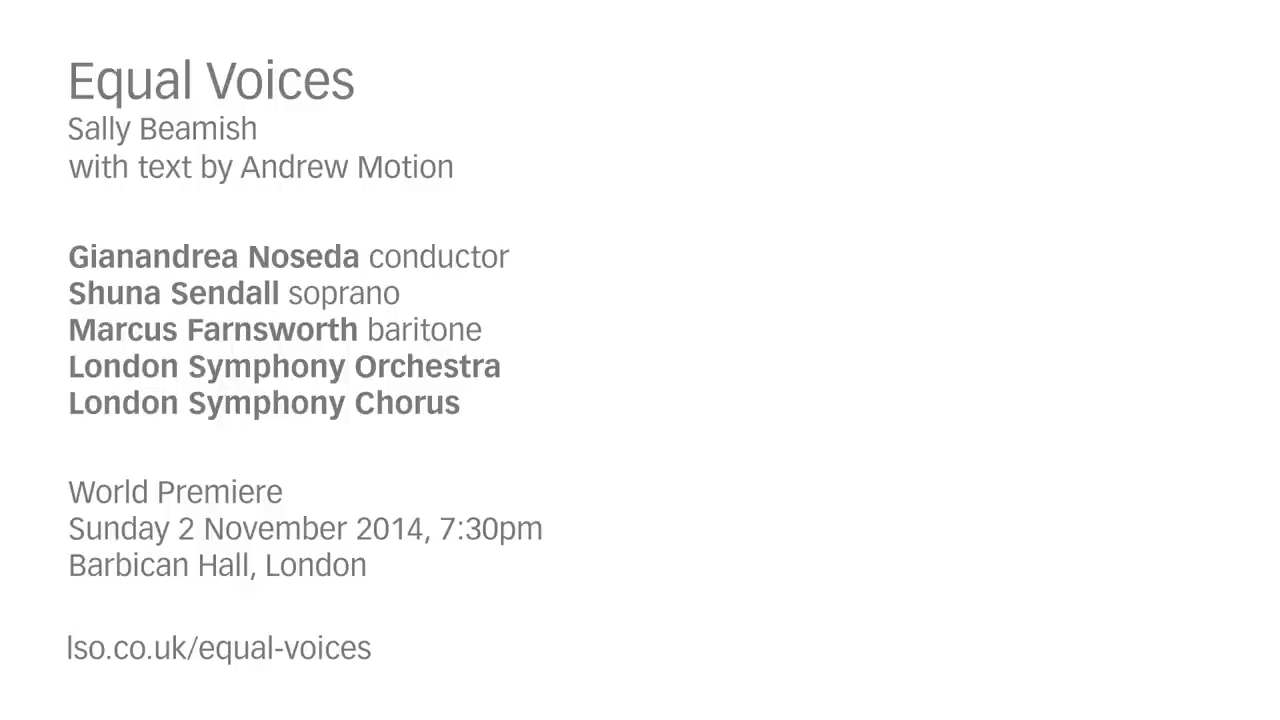 Equal Voices
Sally Beamish
with text by Andrew Motion
Gianandrea Noseda conductor
Shuna Sendall soprano
Marcus Farnsworth baritone
London Symphony Orchestra
London Symphony Chorus
World Premiere
Sunday 2 November 2014, 7:30pm
Barbican Hall, London
lso.co.uk/equal-voices